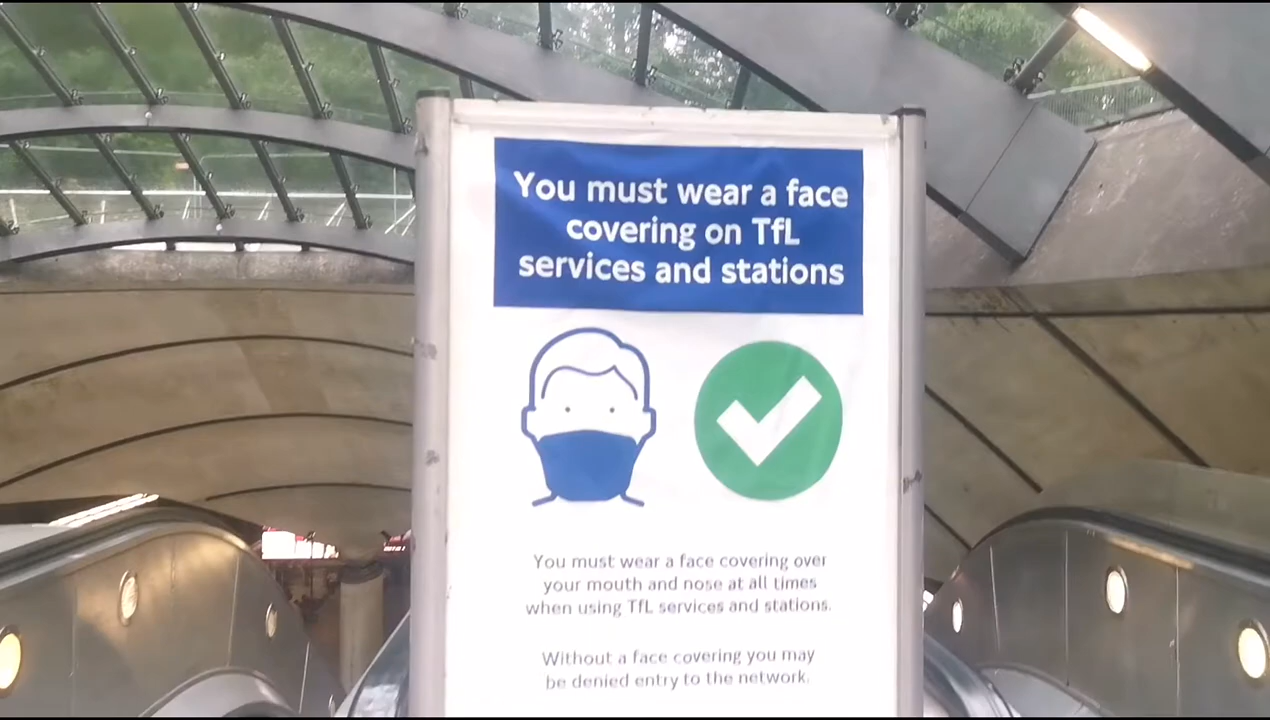 You must wear a face
covering on TfL
services and stations
You must wear a face covering over
your mouth and nose at all times
when using TfL services and stations.
Without a face covering you may
be denied entry to the network.